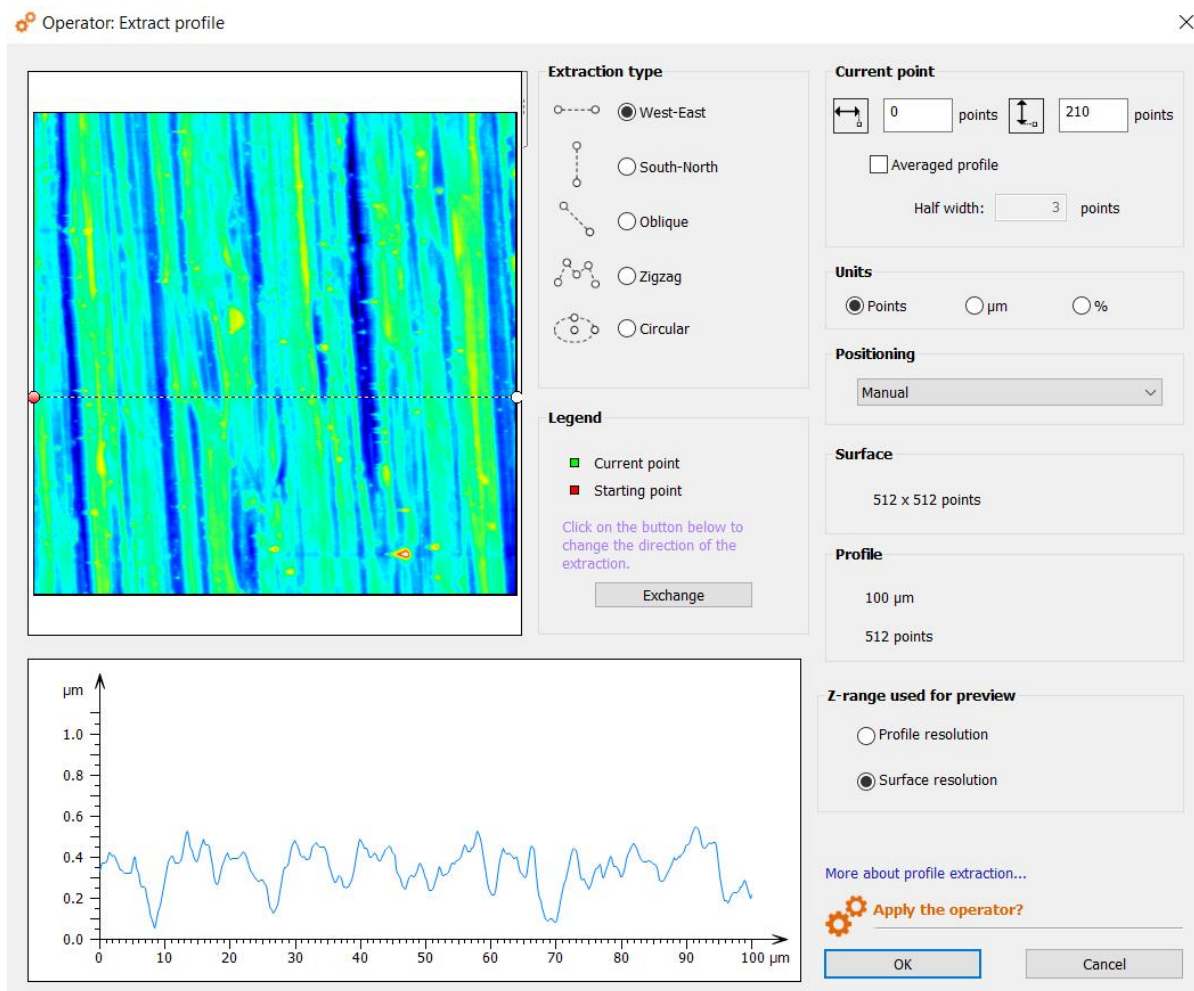 Operator: Extract profile
Extraction type
West-East
South-North
Oblique
Zigzag
Circular
Legend
Current point
Starting point
Click on the button below to
change the direction of the
extraction.
Exchange
Current point
0 points 210 points
Averaged profile
Half width: 3 points
Units
Points µm %
Positioning
Manual
Surface
512 x 512 points
Profile
100 µm
512 points
Z-range used for preview
Profile resolution
Surface resolution
More about profile extraction...
Apply the operator?
OK Cancel
µm
1.0
0.8
0.6
0.4
0.2
0.0
0 10 20 30 40 50 60 70 80 90 100 µm